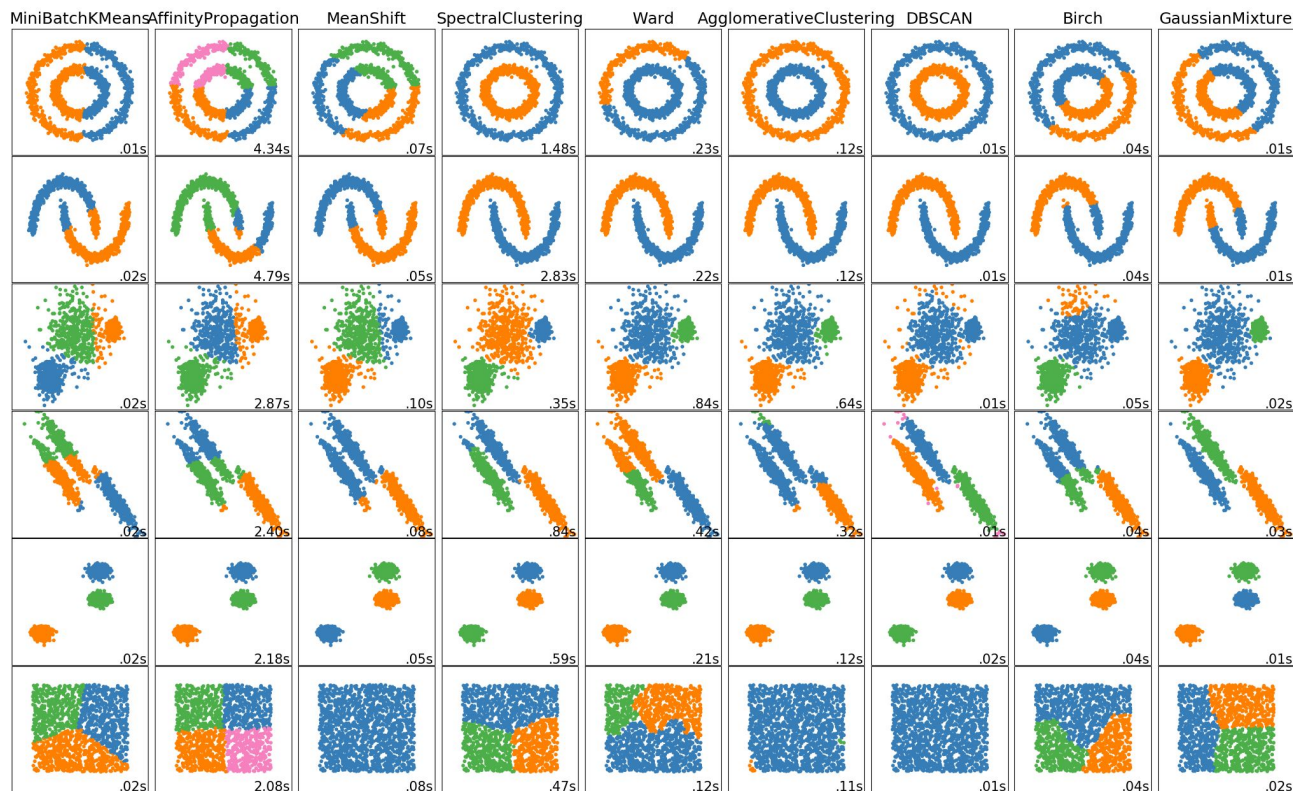 MiniBatchKMeans AffinityPropagation MeanShift SpectralClustering Ward AgglomerativeClustering DBSCAN Birch GaussianMixture
.01s 4.34s .07s 1.48s .23s .12s .01s .04s .01s
.02s 4.79s .05s 2.83s .22s .12s .01s .04s .01s
.02s 2.87s .10s .35s .84s .64s .01s .05s .02s
.02s 2.40s .08s .84s .42s .32s .01s .04s .03s
.02s 2.18s .05s .59s .21s .12s .02s .04s .01s
.02s 2.08s .08s .47s .12s .11s .01s .04s .02s